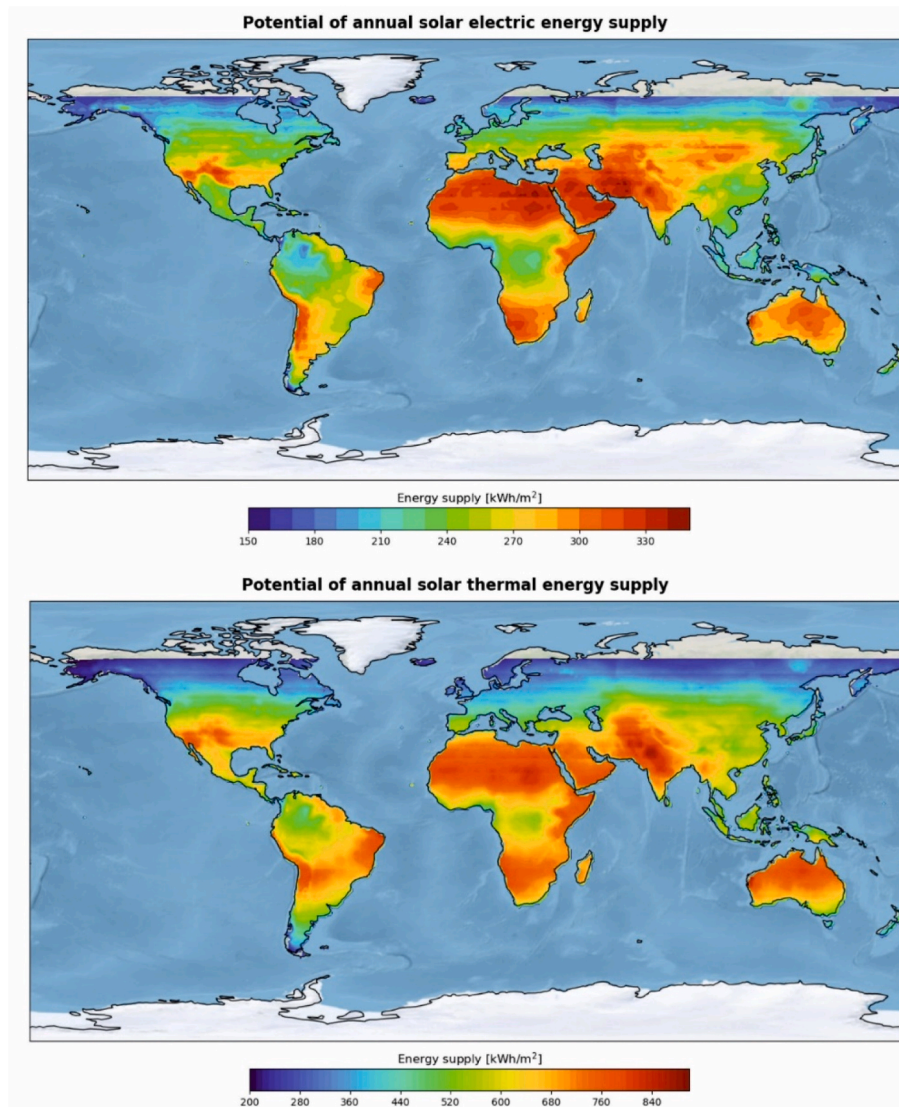 Potential of annual solar electric energy supply
Energy supply [kWh/m²]
150 180 210 240 270 300 330
Potential of annual solar thermal energy supply
Energy supply [kWh/m²]
200 280 360 440 520 600 680 760 840